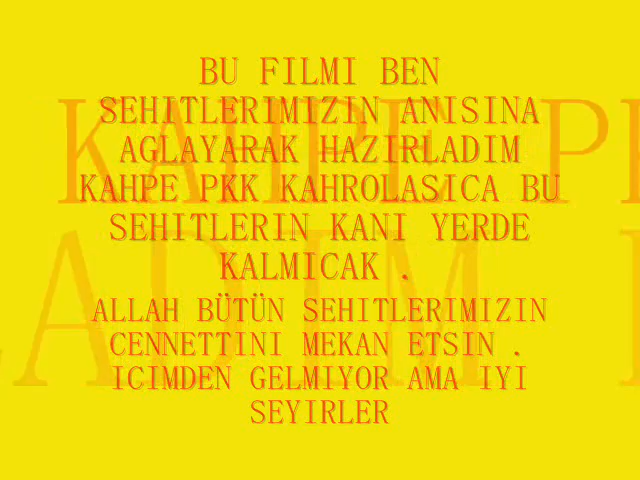 BU FILMI BEN
SEHITLERIMIZIN ANISINA
AGLAYARAK HAZIRLADIM
KAHPE PKK KAHROLASICA BU
SEHITLERIN KANI YERDE
KALMICAK .
ALLAH BÜTÜN SEHITLERIMIZIN
CENNETTINI MEKAN ETSIN .
ICIMDEN GELMIYOR AMA IYI
SEYIRLER